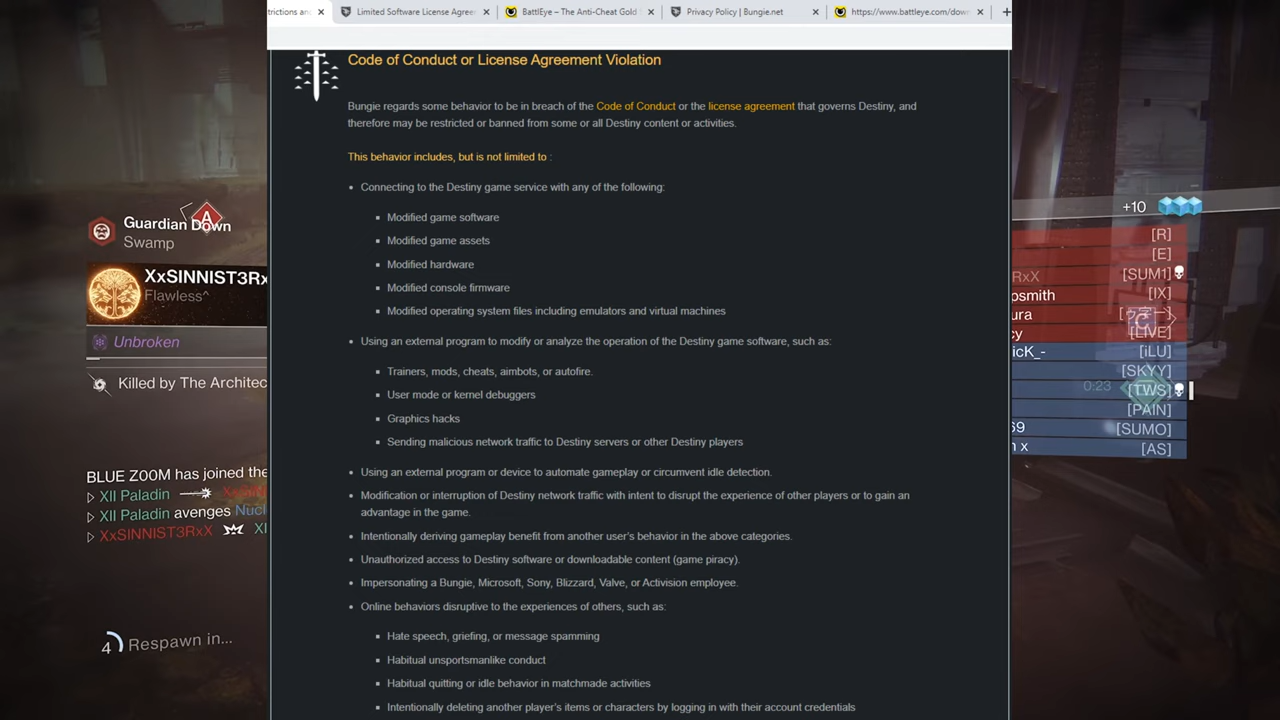 trictions and
Limited Software License Agree
BattlEye – The Anti-Cheat Gold
Privacy Policy | Bungie.net
https://www.battleye.com/down
Code of Conduct or License Agreement Violation
Bungie regards some behavior to be in breach of the Code of Conduct or the license agreement that governs Destiny, and
therefore may be restricted or banned from some or all Destiny content or activities.
This behavior includes, but is not limited to :
Connecting to the Destiny game service with any of the following:
Modified game software
Modified game assets
Modified hardware
Modified console firmware
Modified operating system files including emulators and virtual machines
Using an external program to modify or analyze the operation of the Destiny game software, such as:
Trainers, mods, cheats, aimbots, or autofire.
User mode or kernel debuggers
Graphics hacks
Sending malicious network traffic to Destiny servers or other Destiny players
Using an external program or device to automate gameplay or circumvent idle detection.
Modification or interruption of Destiny network traffic with intent to disrupt the experience of other players or to gain an
advantage in the game.
Intentionally deriving gameplay benefit from another user's behavior in the above categories.
Unauthorized access to Destiny software or downloadable content (game piracy).
Impersonating a Bungie, Microsoft, Sony, Blizzard, Valve, or Activision employee.
Online behaviors disruptive to the experiences of others, such as:
Hate speech, griefing, or message spamming
Habitual unsportsmanlike conduct
Habitual quitting or idle behavior in matchmade activities
Intentionally deleting another player's items or characters by logging in with their account credentials
A
Guardian Down
Swamp
XxSINNIST3Rx
Flawless^
Unbroken
Killed by The Architec
BLUE Z00M has joined the
XII Paladin XxSIN
XII Paladin avenges Nucl
XxSINNIST3RxX XI
4 Respawn in...
+10
[R]
[E]
RxX [SUM1]
osmith [IX]
ura
cy [LIVE]
icK_- [iLU]
[SKYY]
0:23 [TWS]
[PAIN]
69 [SUMO]
n x [AS]